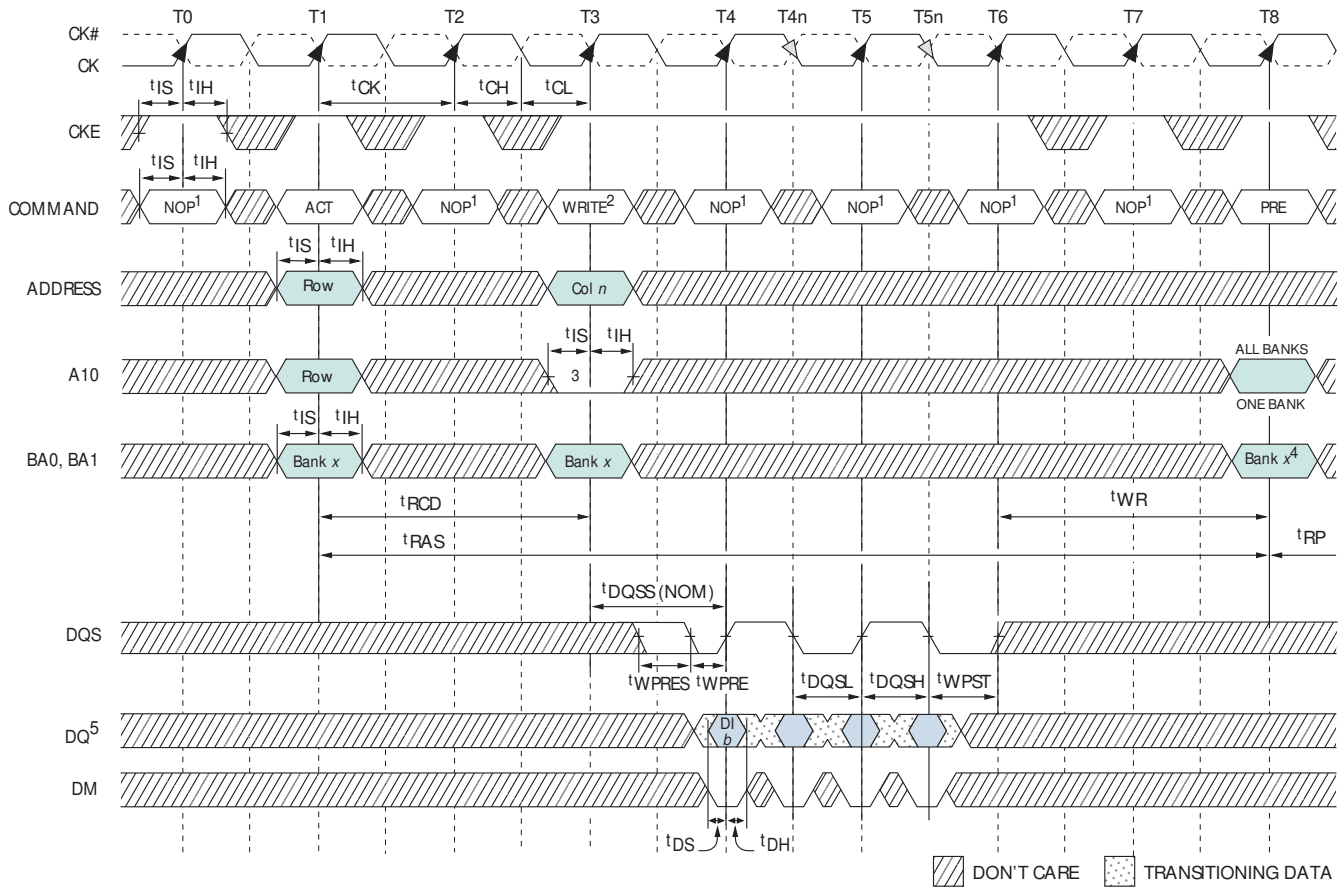 T0 T1 T2 T3 T4 T4n T5 T5n T6 T7 T8
CK#
CK
tIS tIH tCK tCH tCL
CKE
tIS tIH
COMMAND NOP1 ACT NOP1 WRITE2 NOP1 NOP1 NOP1 NOP1 PRE
tIS tIH
ADDRESS Row Col n
tIS tIH
ALL BANKS
A10 Row 3
ONE BANK
tIS tIH
BA0, BA1 Bank x Bank x Bank x4
tRCD tWR
tRAS tRP
tDQSS (NOM)
DQS
tWPRES tWPRE tDQSL tDQSH tWPST
DQ5 DI b
DM
tDS tDH
DON'T CARE TRANSITIONING DATA